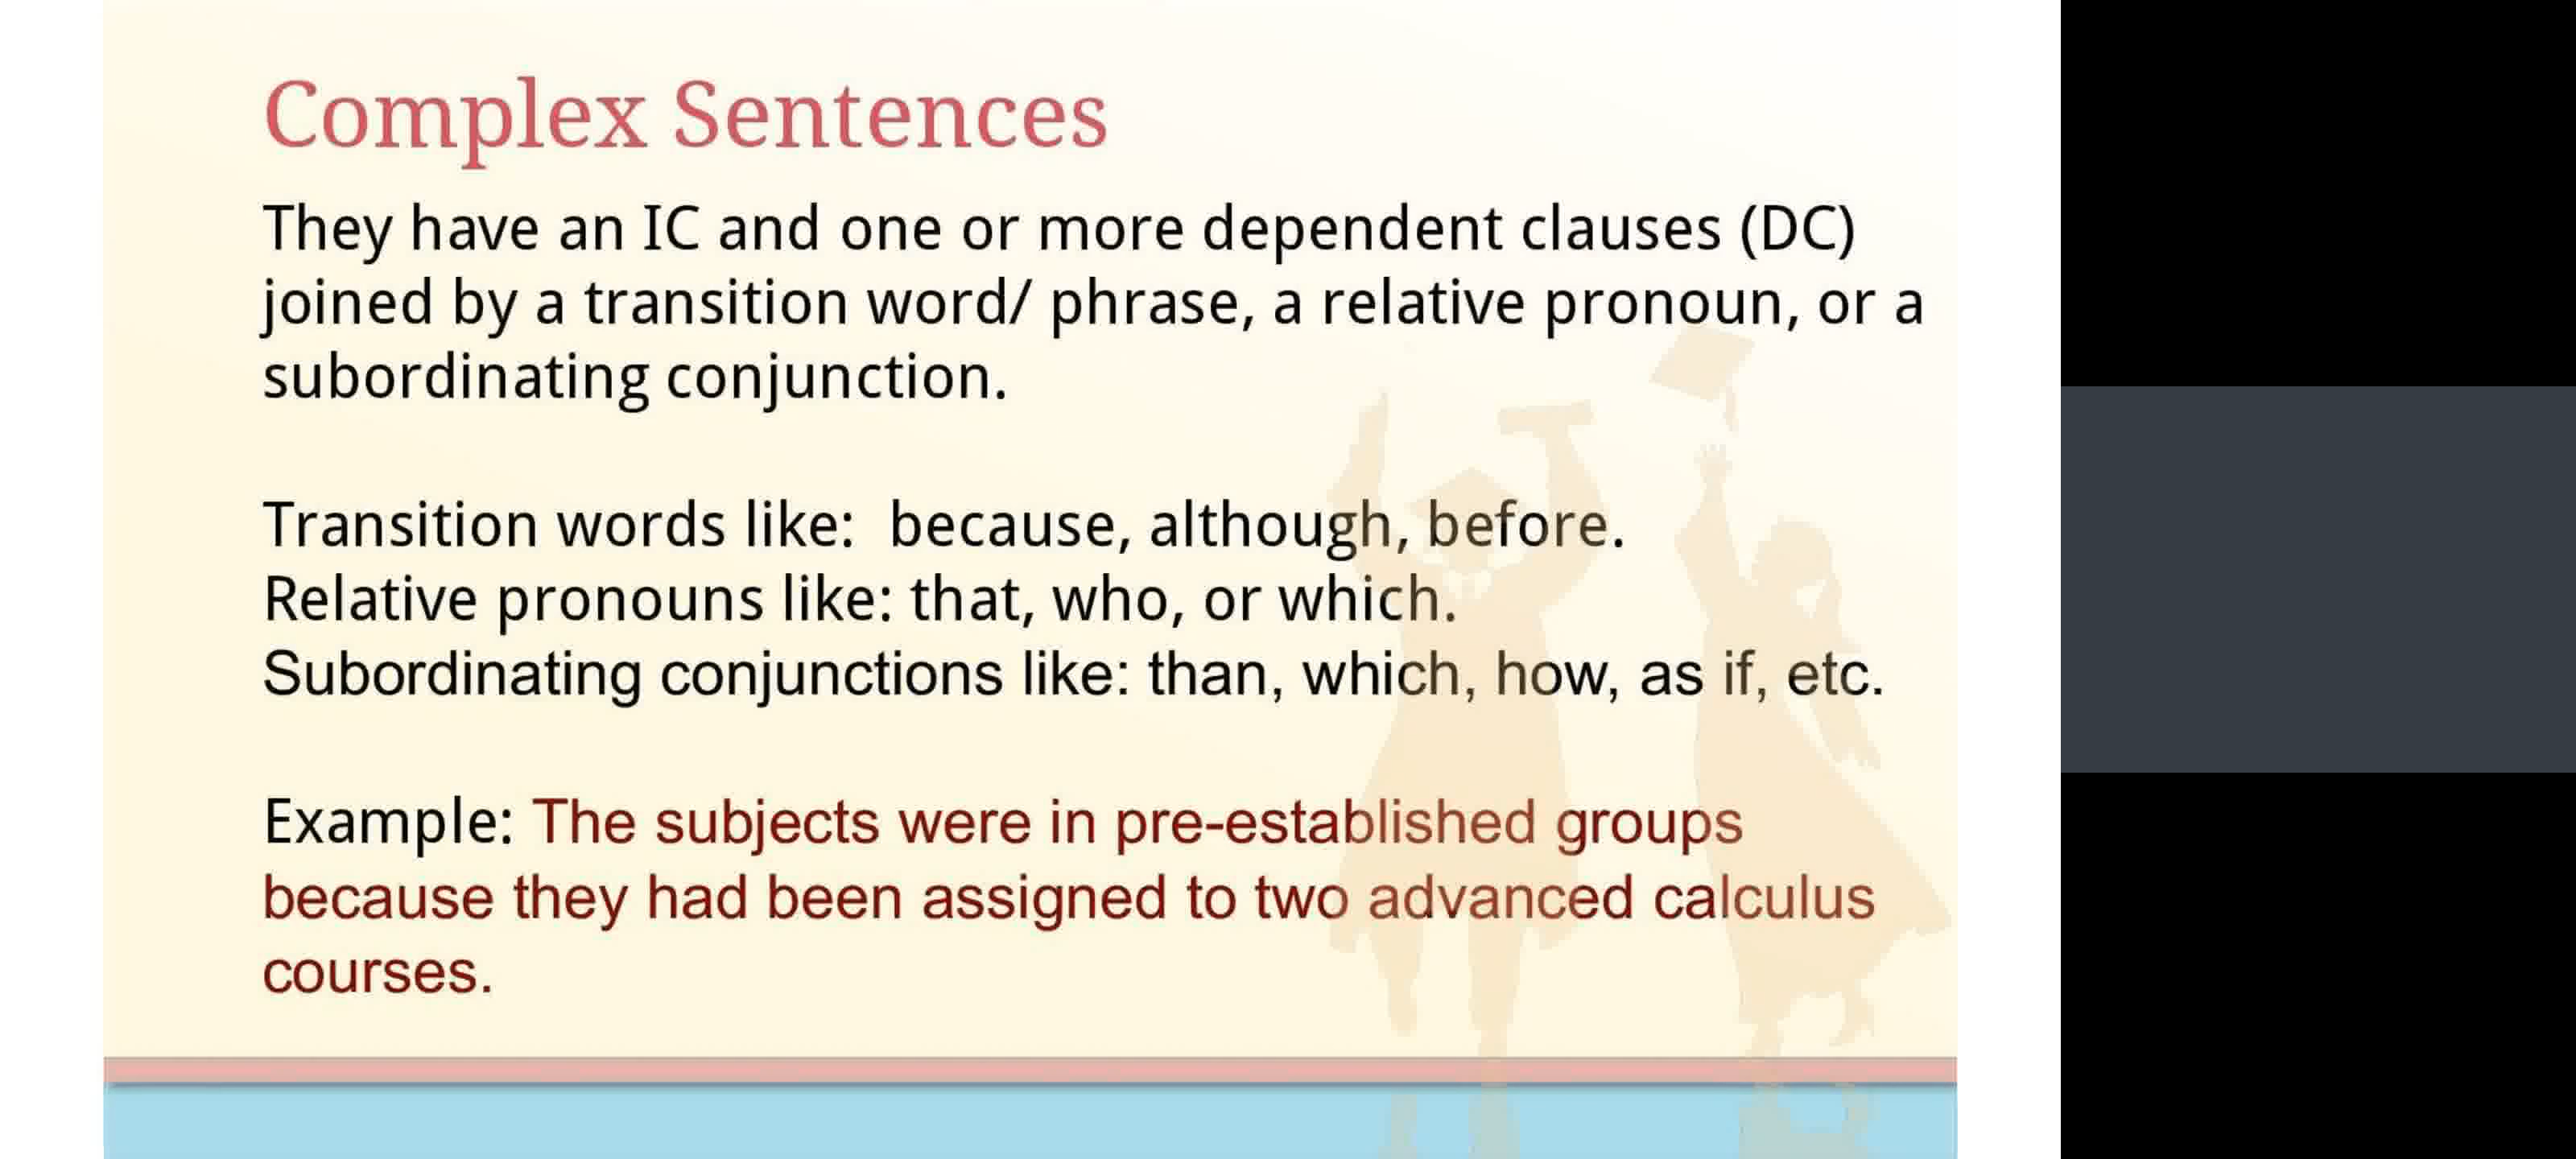 Complex Sentences
They have an IC and one or more dependent clauses (DC)
joined by a transition word/ phrase, a relative pronoun, or a
subordinating conjunction.
Transition words like:  because, although, before.
Relative pronouns like: that, who, or which.
Subordinating conjunctions like: than, which, how, as if, etc.
Example: The subjects were in pre-established groups
because they had been assigned to two advanced calculus
courses.